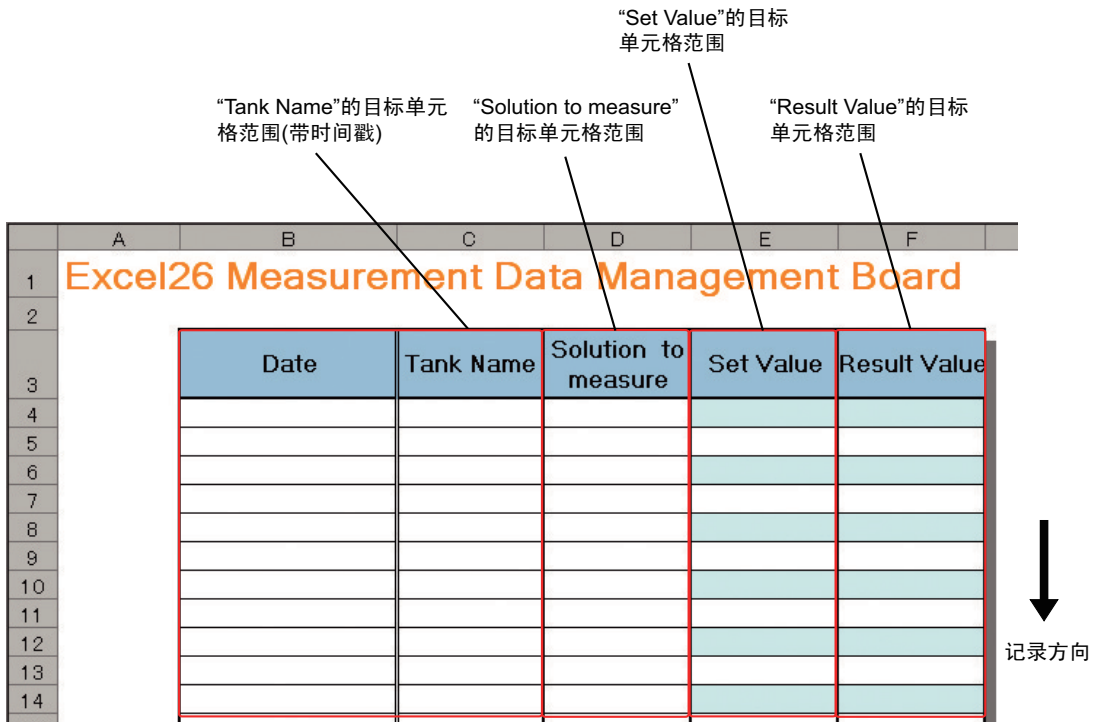 “Set Value”的目标
单元格范围
“Tank Name”的目标单元
格范围(带时间戳)
“Solution to measure”
的目标单元格范围
“Result Value”的目标
单元格范围
A B C D E F
1 Excel26 Measurement Data Management Board
2
3 Date Tank Name Solution to measure Set Value Result Value
4
5
6
7
8
9
10
11
12
13
14
记录方向